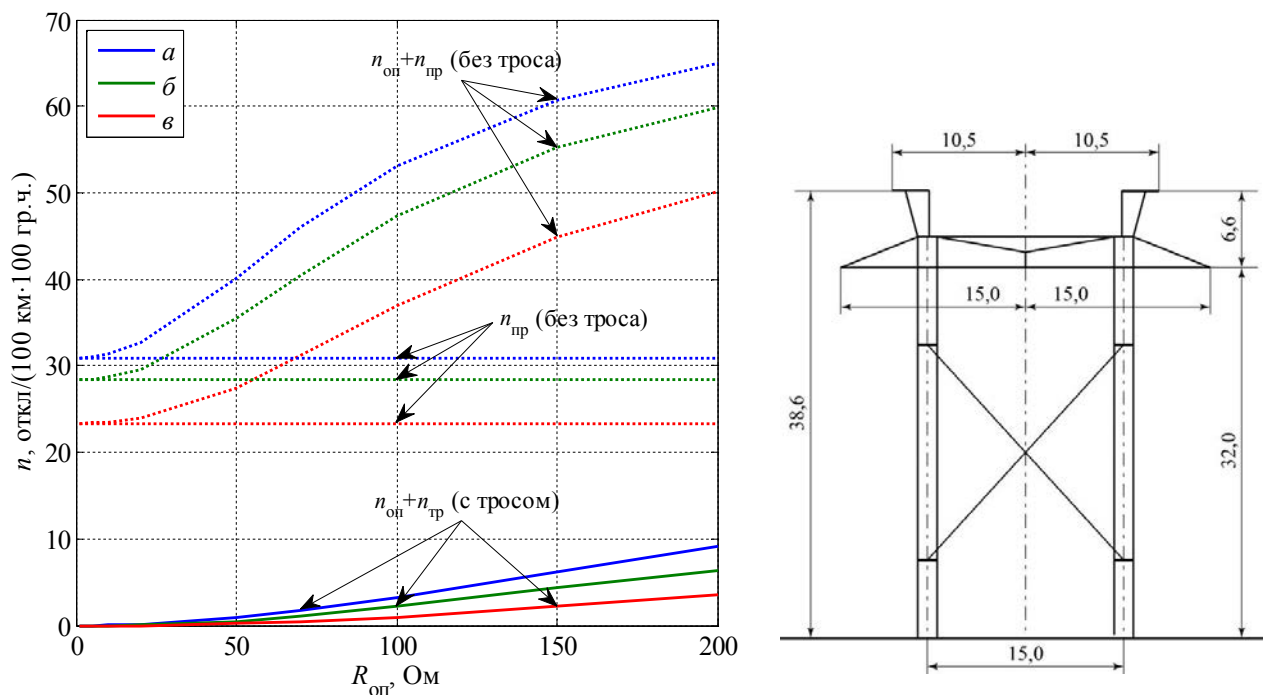 70
60
50
40
30
20
10
0
n, откл/(100 км·100 гр.ч.)
а
б
в
nоп+nпр (без троса)
nпр (без троса)
nоп+nтр (с тросом)
0 50 100 150 200
Rоп, Ом
10,5 10,5
6,6
15,0 15,0
38,6
32,0
15,0